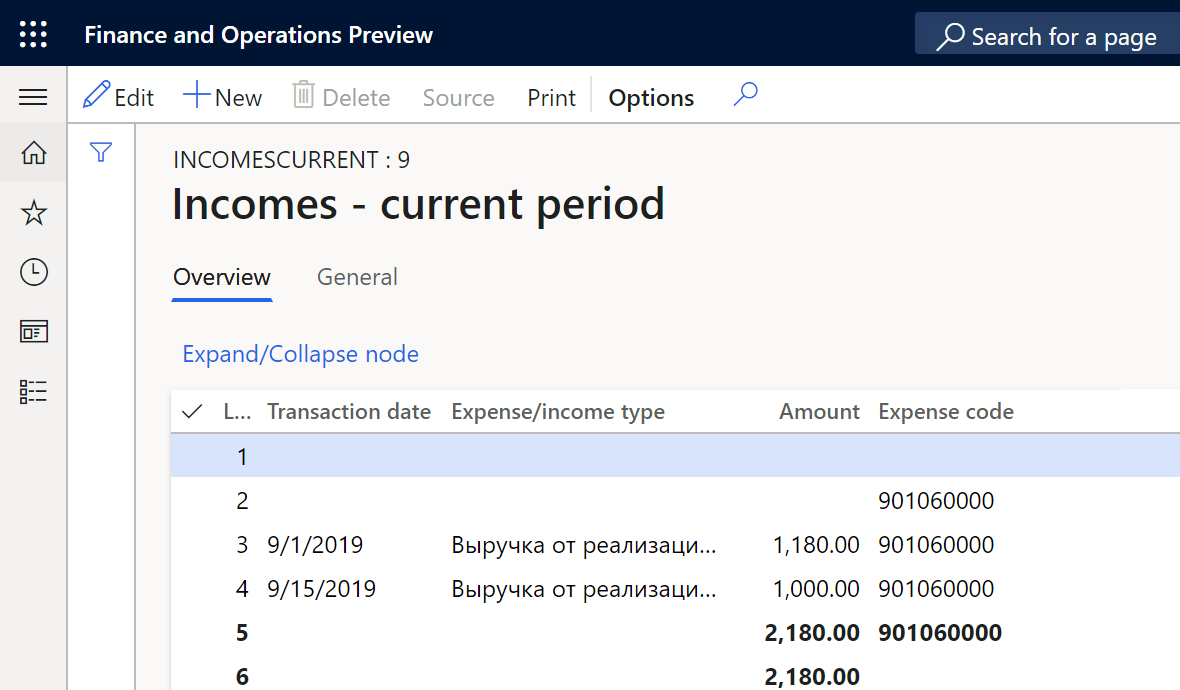 Finance and Operations Preview
Search for a page
Edit New Delete Source Print Options
INCOMESCURRENT : 9
Incomes - current period
Overview General
Expand/Collapse node
L... Transaction date Expense/income type Amount Expense code
1
2 901060000
3 9/1/2019 Выручка от реализаци... 1,180.00 901060000
4 9/15/2019 Выручка от реализаци... 1,000.00 901060000
5 2,180.00 901060000
6 2,180.00